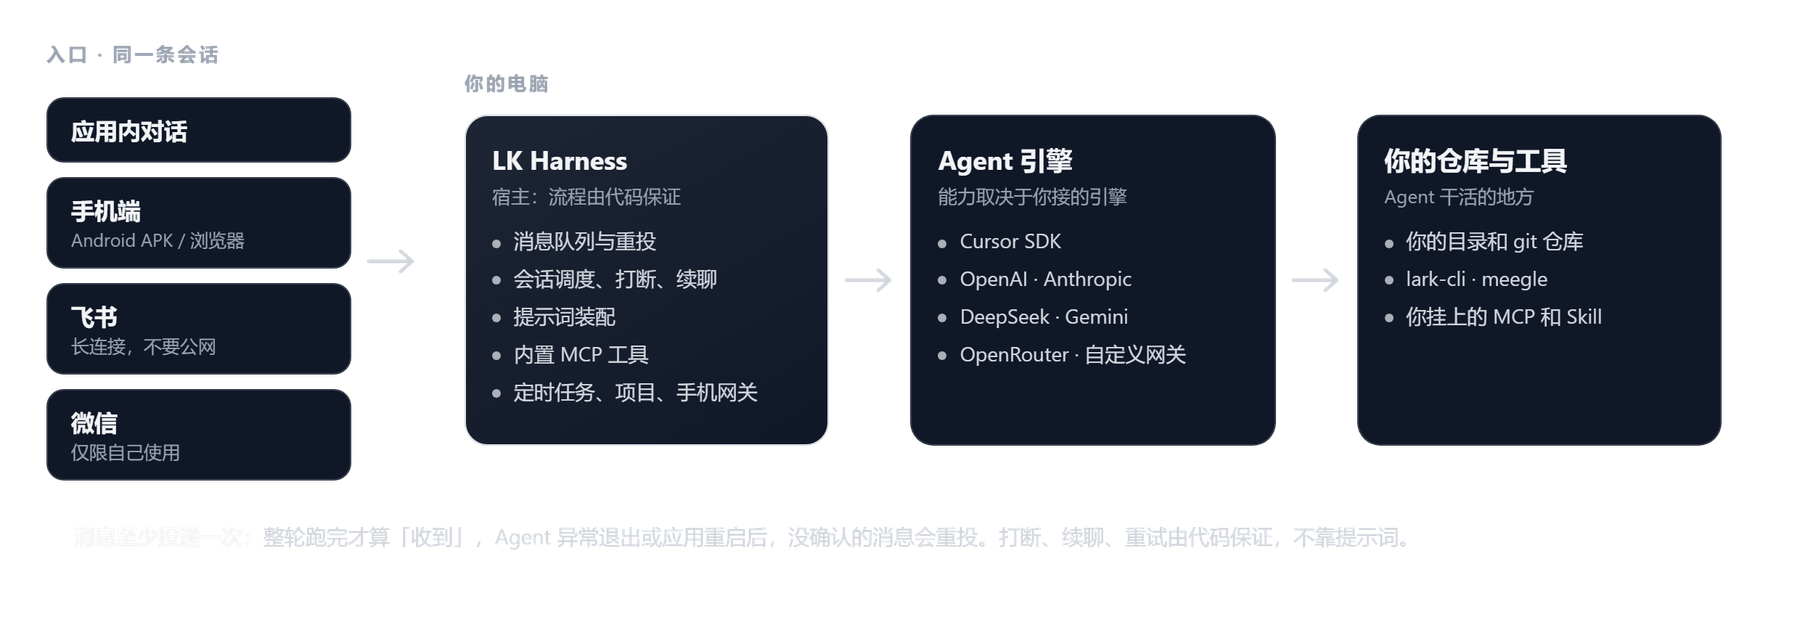 入口 · 同一条会话
应用内对话
手机端
Android APK / 浏览器
飞书
长连接，不要公网
微信
仅限自己使用
你的电脑
LK Harness
宿主：流程由代码保证
消息队列与重投
会话调度、打断、续聊
提示词装配
内置 MCP 工具
定时任务、项目、手机网关
Agent 引擎
能力取决于你接的引擎
Cursor SDK
OpenAI · Anthropic
DeepSeek · Gemini
OpenRouter · 自定义网关
你的仓库与工具
Agent 干活的地方
你的目录和 git 仓库
lark-cli · meegle
你挂上的 MCP 和 Skill
消息至少投递一次：整轮跑完才算「收到」，Agent 异常退出或应用重启后，没确认的消息会重投。打断、续聊、重试由代码保证，不靠提示词。